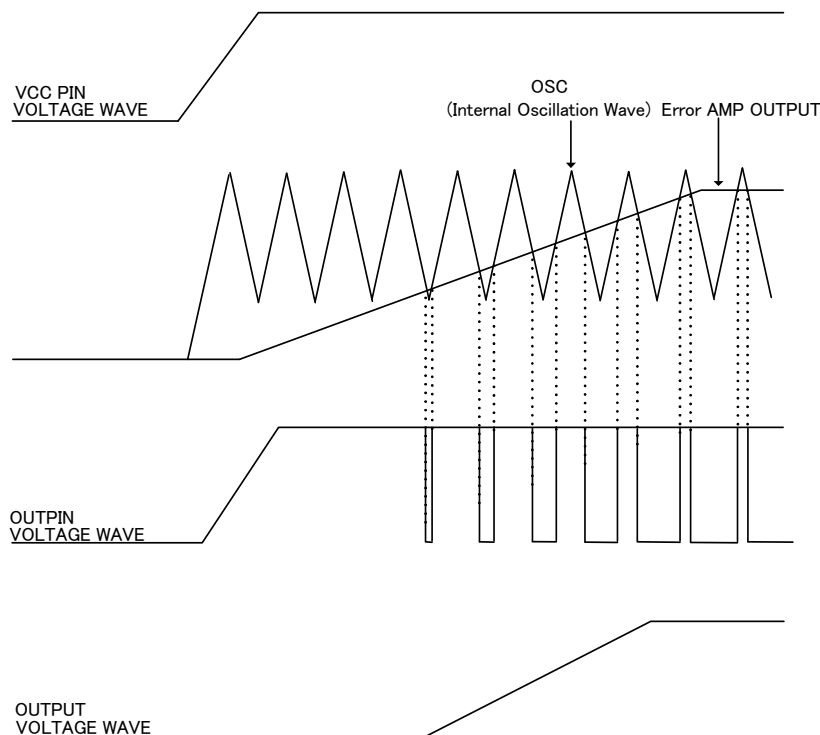 VCC PIN
VOLTAGE WAVE
OSC
(Internal Oscillation Wave) Error AMP OUTPUT
OUTPIN
VOLTAGE WAVE
OUTPUT
VOLTAGE WAVE